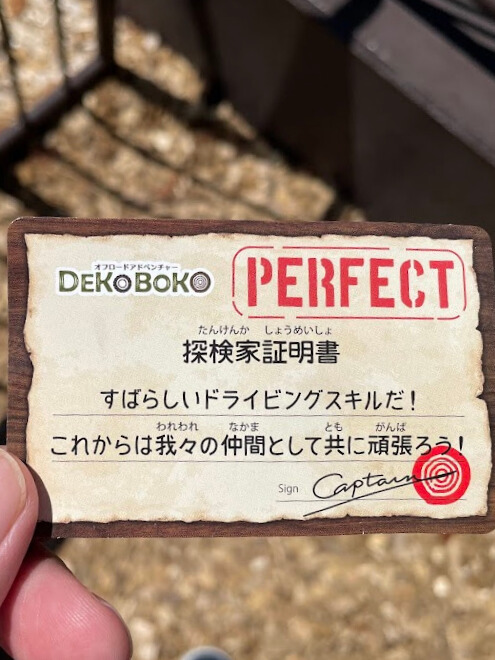 オフロードアドベンチャー
DEKOBOKO
PERFECT
たんけんか しょうめいしょ
探検家証明書
すばらしいドライビングスキルだ！
われわれ なかま とも がんば
これからは我々の仲間として共に頑張ろう！
Sign Captain